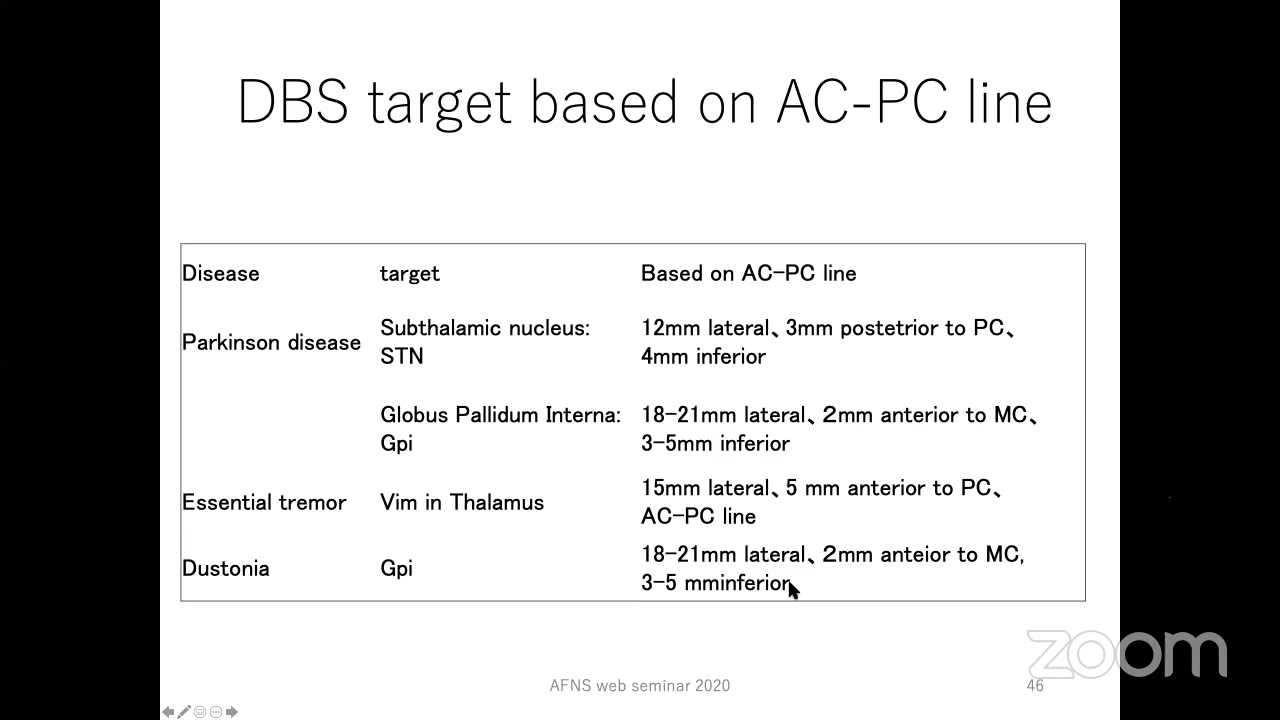 DBS target based on AC-PC line
Disease target Based on AC-PC line
Parkinson disease Subthalamic nucleus: STN 12mm lateral、3mm postetrior to PC、 4mm inferior
Globus Pallidum Interna: Gpi 18-21mm lateral、2mm anterior to MC、 3-5mm inferior
Essential tremor Vim in Thalamus 15mm lateral、5 mm anterior to PC、 AC-PC line
Dustonia Gpi 18-21mm lateral、2mm anteior to MC, 3-5 mminferior
AFNS web seminar 2020
46
zoom